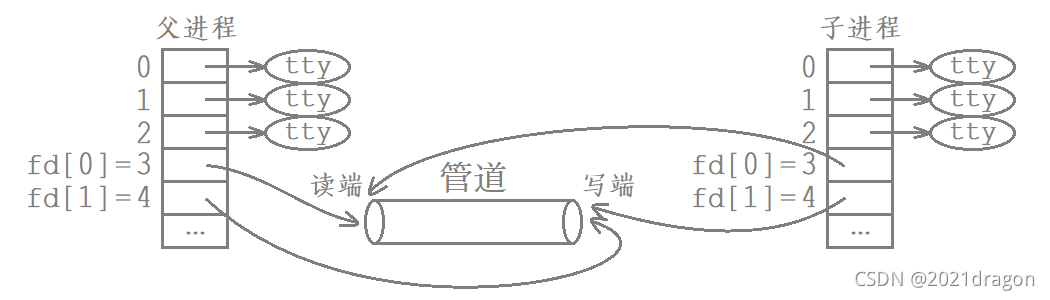 父进程
0 tty
1 tty
2 tty
fd[0]=3
fd[1]=4
...
读端
管道
写端
子进程
0 tty
1 tty
2 tty
fd[0]=3
fd[1]=4
...
CSDN @2021dragon